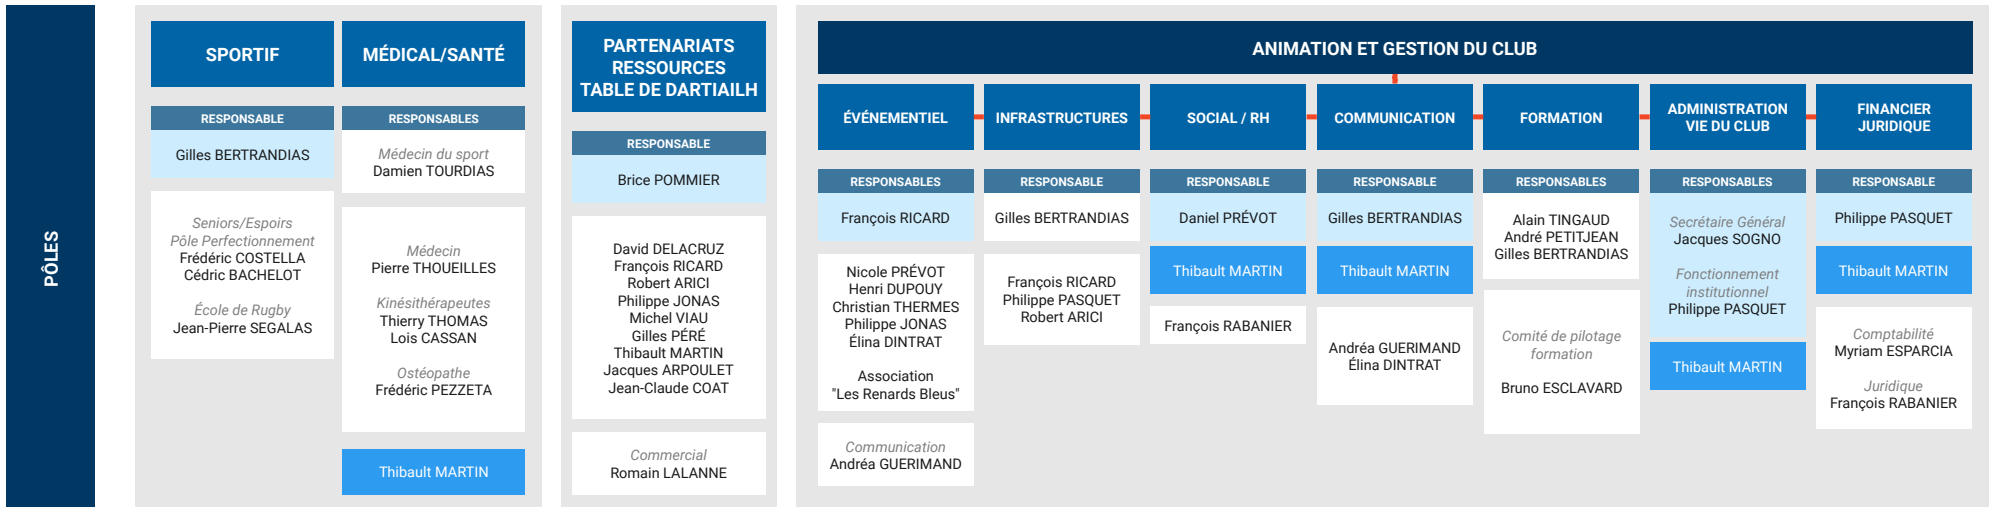 PÔLES
SPORTIF
RESPONSABLE
Gilles BERTRANDIAS
Seniors/Espoirs
Pôle Perfectionnement
Frédéric COSTELLA
Cédric BACHELOT
École de Rugby
Jean-Pierre SEGALAS
MÉDICAL/SANTÉ
RESPONSABLES
Médecin du sport
Damien TOURDIAS
Médecin
Pierre THOUEILLES
Kinésithérapeutes
Thierry THOMAS
Lois CASSAN
Ostéopathe
Frédéric PEZZETA
Thibault MARTIN
PARTENARIATS
RESSOURCES
TABLE DE DARTIAILH
RESPONSABLE
Brice POMMIER
David DELACRUZ
François RICARD
Robert ARICI
Philippe JONAS
Michel VIAU
Gilles PÉRÉ
Thibault MARTIN
Jacques ARPOULET
Jean-Claude COAT
Commercial
Romain LALANNE
ANIMATION ET GESTION DU CLUB
ÉVÉNEMENTIEL
RESPONSABLES
François RICARD
Nicole PRÉVOT
Henri DUPOUY
Christian THERMES
Philippe JONAS
Élina DINTRAT
Association
"Les Renards Bleus"
Communication
Andréa GUERIMAND
INFRASTRUCTURES
RESPONSABLE
Gilles BERTRANDIAS
François RICARD
Philippe PASQUET
Robert ARICI
SOCIAL / RH
RESPONSABLE
Daniel PRÉVOT
Thibault MARTIN
François RABANIER
COMMUNICATION
RESPONSABLE
Gilles BERTRANDIAS
Thibault MARTIN
Andréa GUERIMAND
Élina DINTRAT
FORMATION
RESPONSABLES
Alain TINGAUD
André PETITJEAN
Gilles BERTRANDIAS
Comité de pilotage
formation
Bruno ESCLAVARD
ADMINISTRATION
VIE DU CLUB
RESPONSABLES
Secrétaire Général
Jacques SOGNO
Fonctionnement
institutionnel
Philippe PASQUET
Thibault MARTIN
FINANCIER
JURIDIQUE
RESPONSABLE
Philippe PASQUET
Thibault MARTIN
Comptabilité
Myriam ESPARCIA
Juridique
François RABANIER